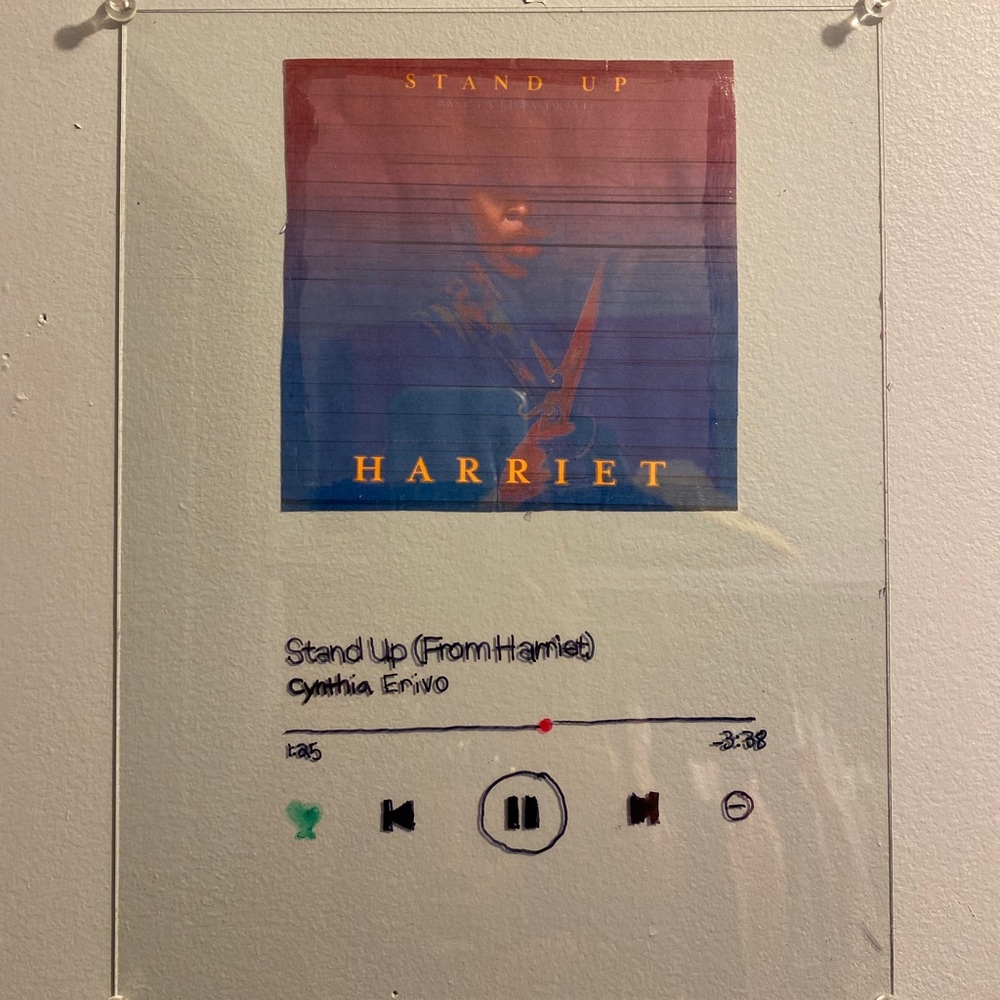 STAND UP
HARRIET
Stand Up (From Harriet)
Cynthia Erivo
1:25
-3:38